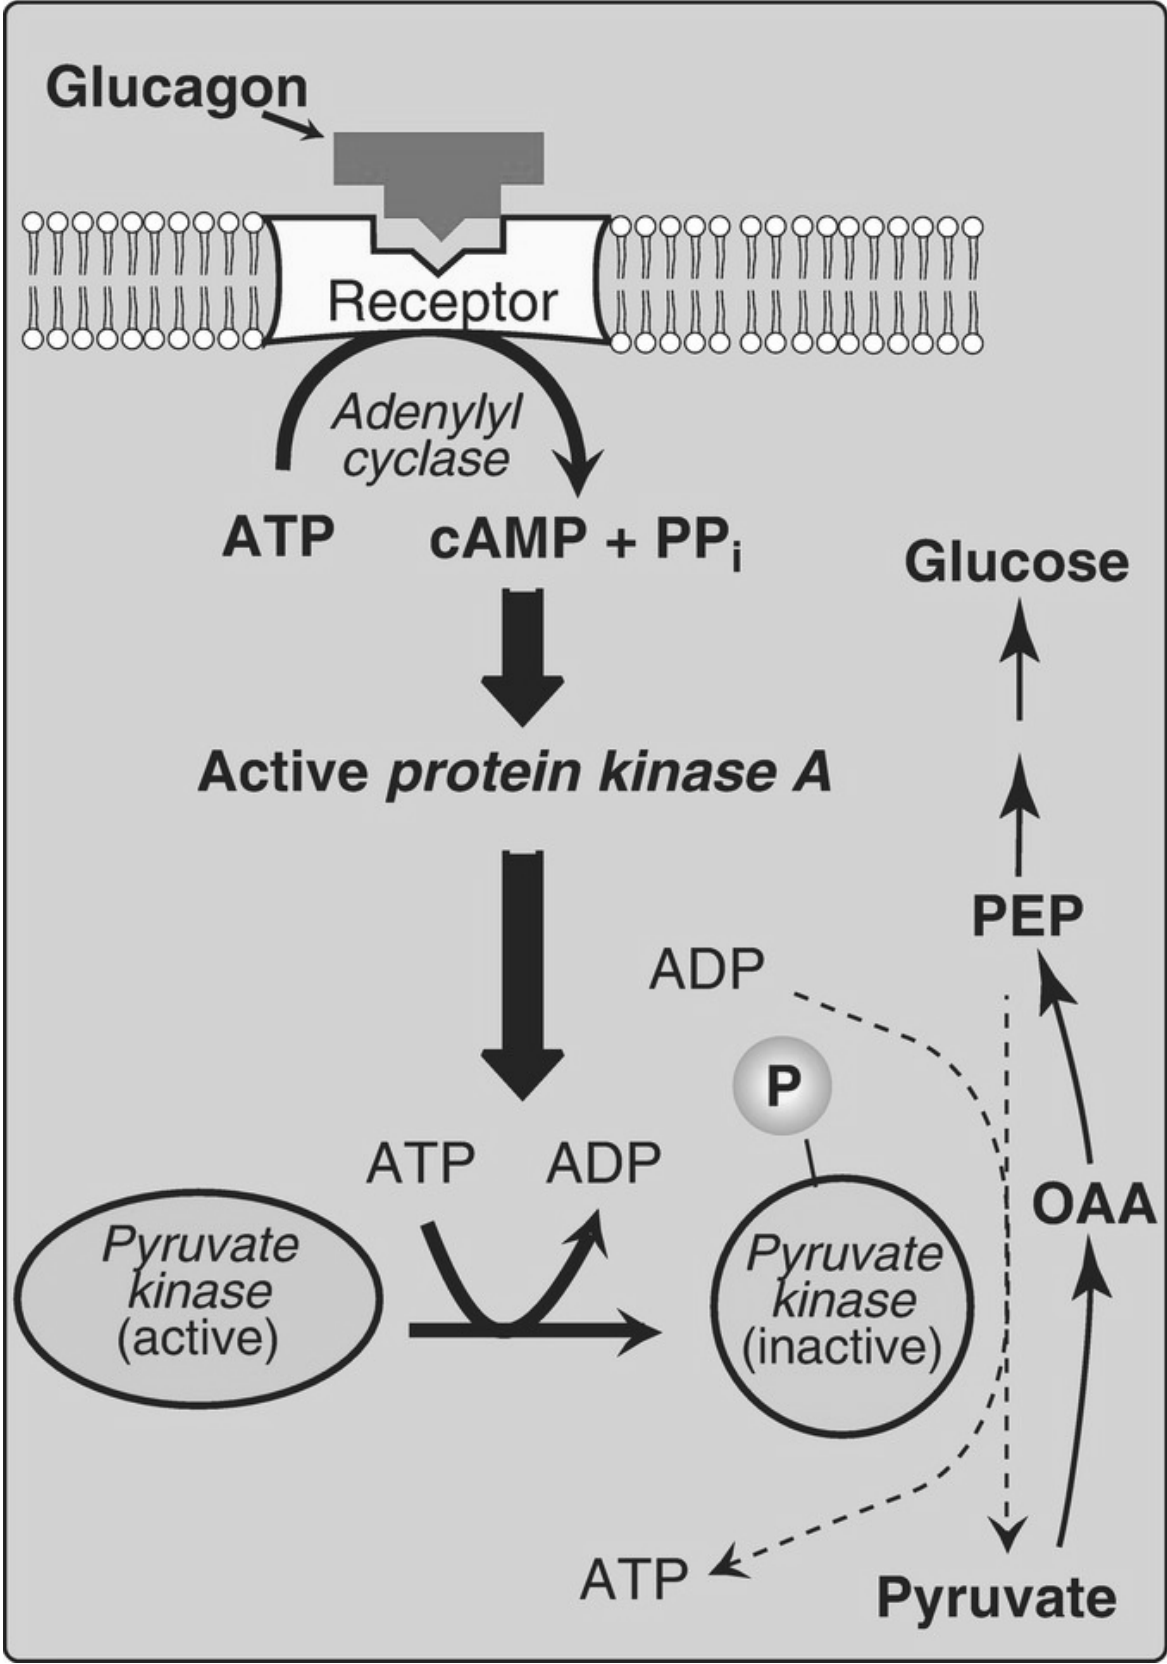 Glucagon
Receptor
Adenylyl
cyclase
ATP
cAMP + PPi
Glucose
Active protein kinase A
PEP
ADP
P
ATP
ADP
OAA
Pyruvate
kinase
(active)
Pyruvate
kinase
(inactive)
ATP
Pyruvate